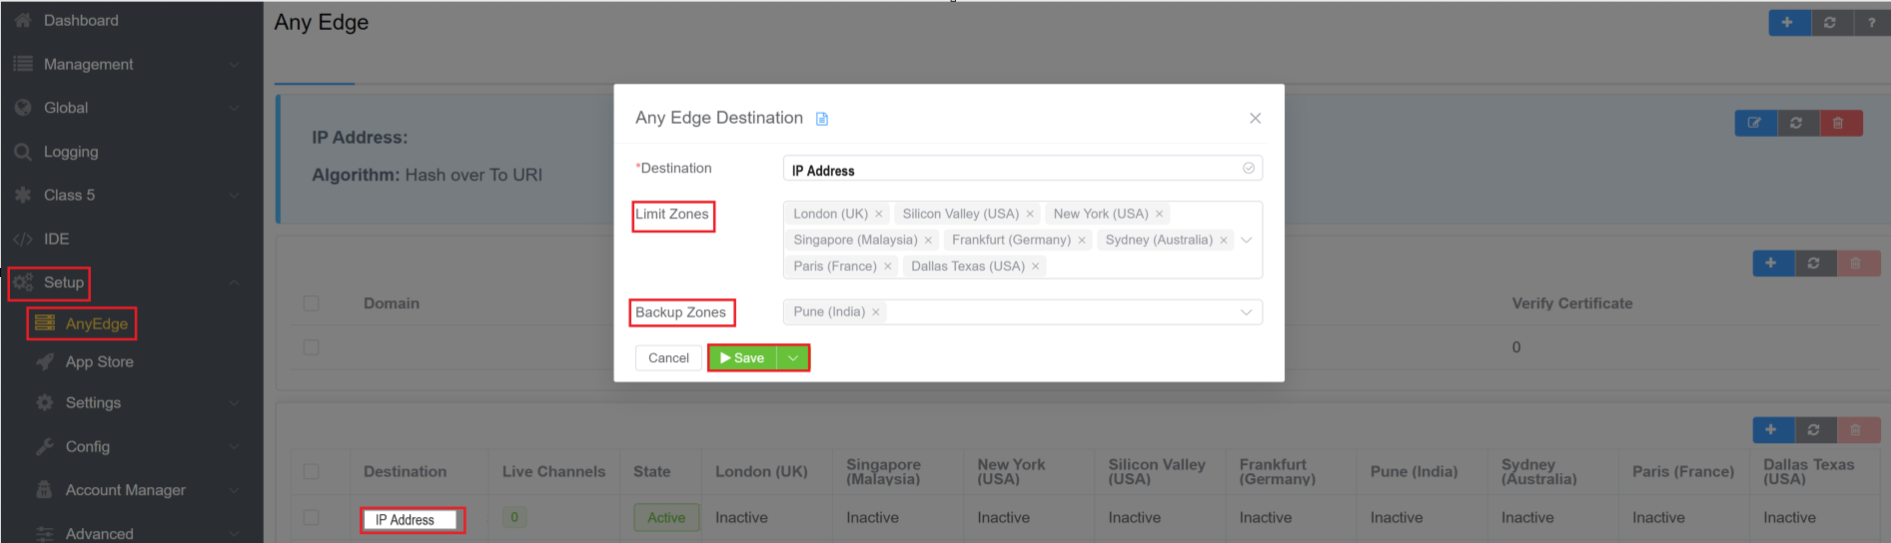 Dashboard
Management
Global
Logging
Class 5
IDE
Setup
AnyEdge
App Store
Settings
Config
Account Manager
Advanced
Any Edge
?
IP Address:
Algorithm: Hash over To URI
Any Edge Destination
*Destination
IP Address
Limit Zones
London (UK) × Silicon Valley (USA) × New York (USA) ×
Singapore (Malaysia) × Frankfurt (Germany) × Sydney (Australia) ×
Paris (France) × Dallas Texas (USA) ×
Backup Zones
Pune (India) ×
Cancel
Save
Domain
Verify Certificate
0
Destination
Live Channels
State
London (UK)
Singapore
(Malaysia)
New York
(USA)
Silicon Valley
(USA)
Frankfurt
(Germany)
Pune (India)
Sydney
(Australia)
Paris (France)
Dallas Texas
(USA)
IP Address
0
Active
Inactive
Inactive
Inactive
Inactive
Inactive
Inactive
Inactive
Inactive
Inactive